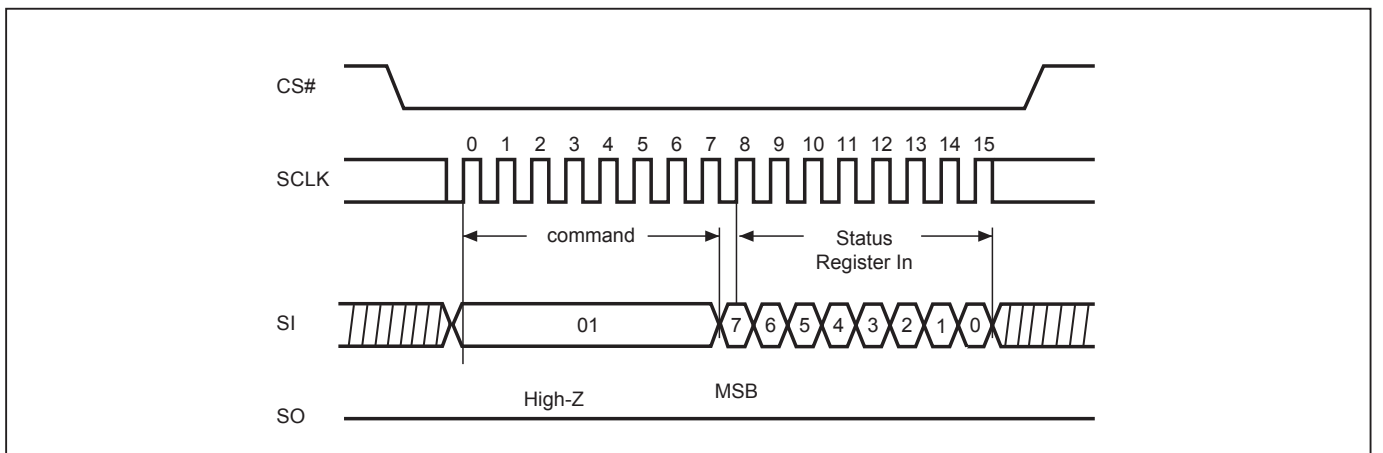 CS#
0 1 2 3 4 5 6 7 8 9 10 11 12 13 14 15
SCLK
command
Status
Register In
SI
01
7 6 5 4 3 2 1 0
High-Z
MSB
SO